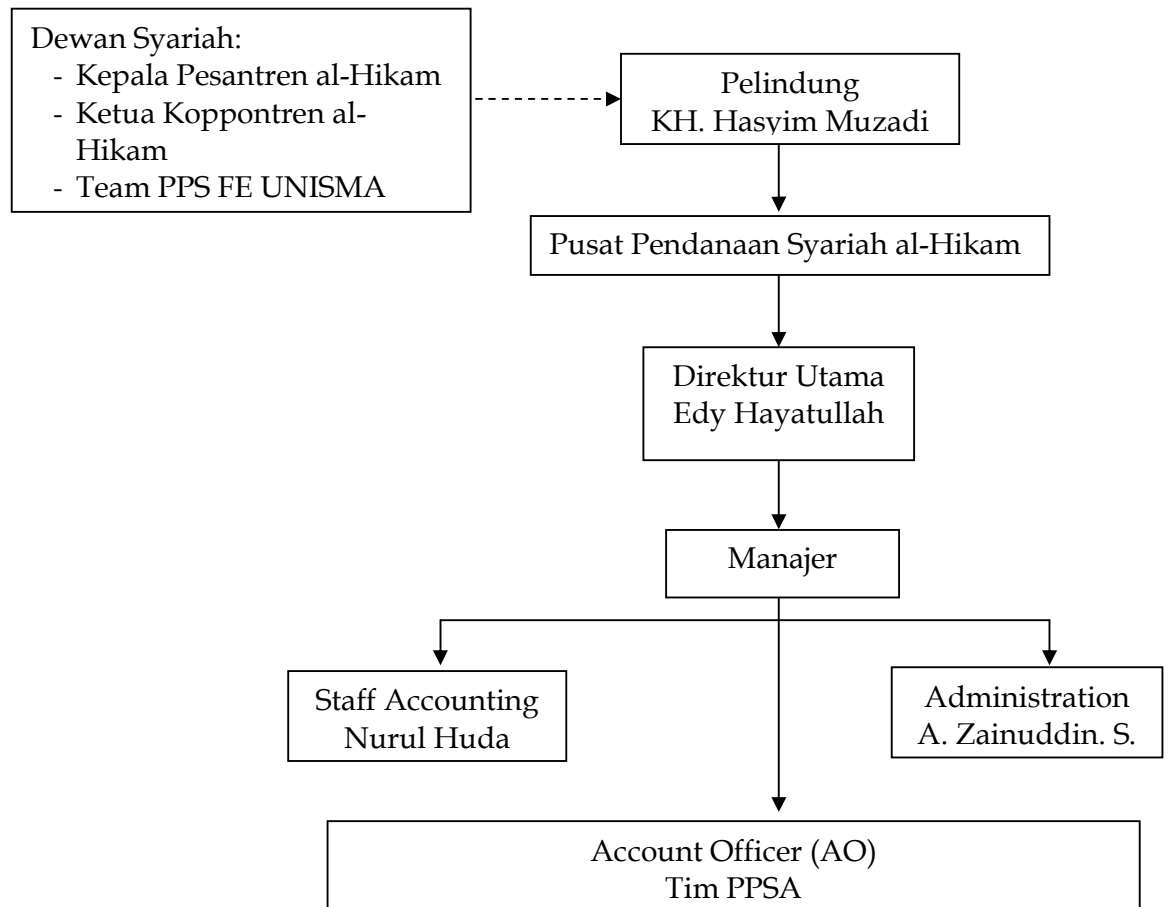 Dewan Syariah:
- Kepala Pesantren al-Hikam
- Ketua Koppontren al-
Hikam
- Team PPS FE UNISMA
Pelindung
KH. Hasyim Muzadi
Pusat Pendanaan Syariah al-Hikam
Direktur Utama
Edy Hayatullah
Manajer
Staff Accounting
Nurul Huda
Administration
A. Zainuddin. S.
Account Officer (AO)
Tim PPSA